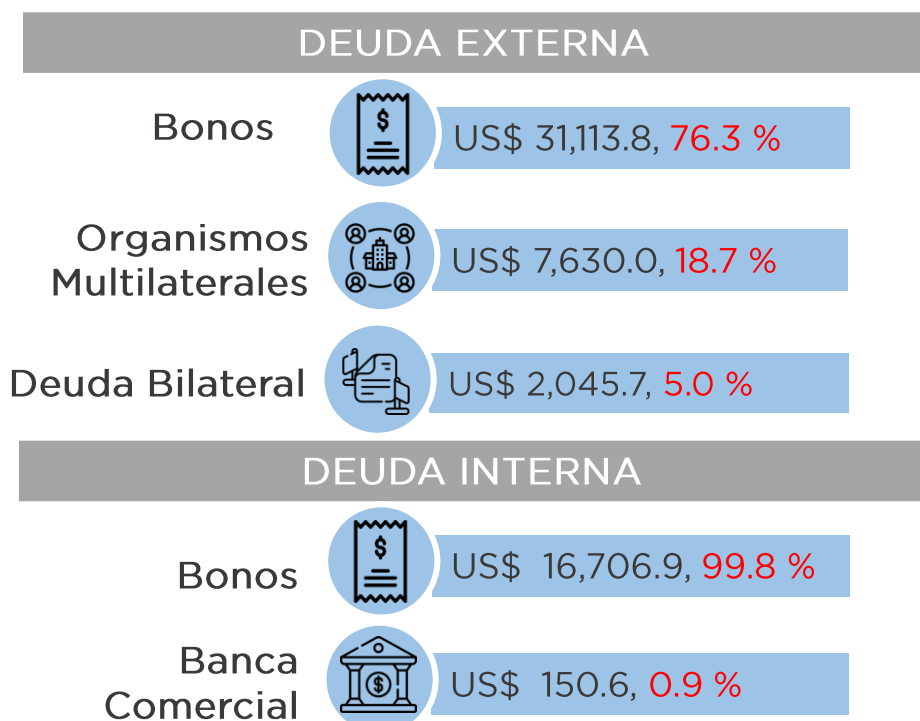 DEUDA EXTERNA
Bonos
$
US$ 31,113.8, 76.3 %
Organismos
Multilaterales
US$ 7,630.0, 18.7 %
Deuda Bilateral
US$ 2,045.7, 5.0 %
DEUDA INTERNA
Bonos
$
US$ 16,706.9, 99.8 %
Banca
Comercial
$
US$ 150.6, 0.9 %